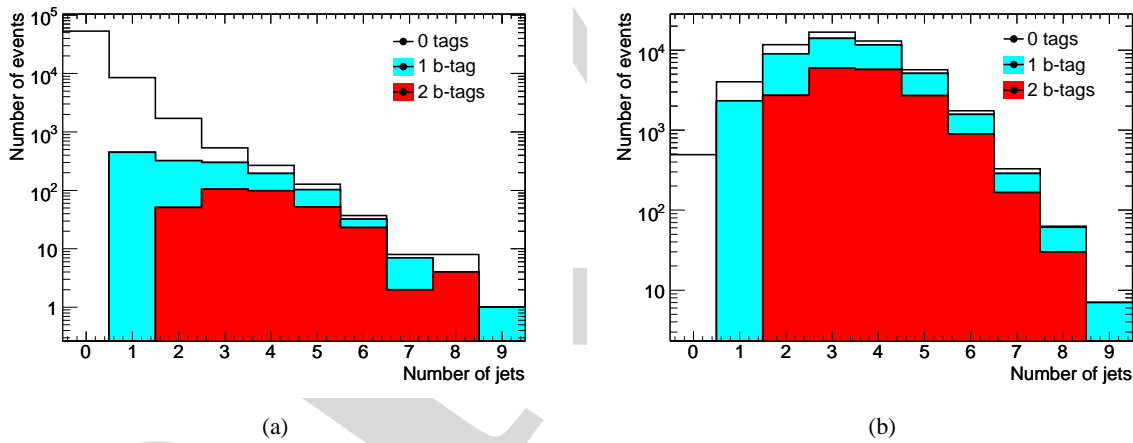 Number of events
10^5
10^4
10^3
10^2
10
1
0 tags
1 b-tag
2 b-tags
0 1 2 3 4 5 6 7 8 9
Number of jets
(a)
Number of events
10^4
10^3
10^2
10
0 tags
1 b-tag
2 b-tags
0 1 2 3 4 5 6 7 8 9
Number of jets
(b)